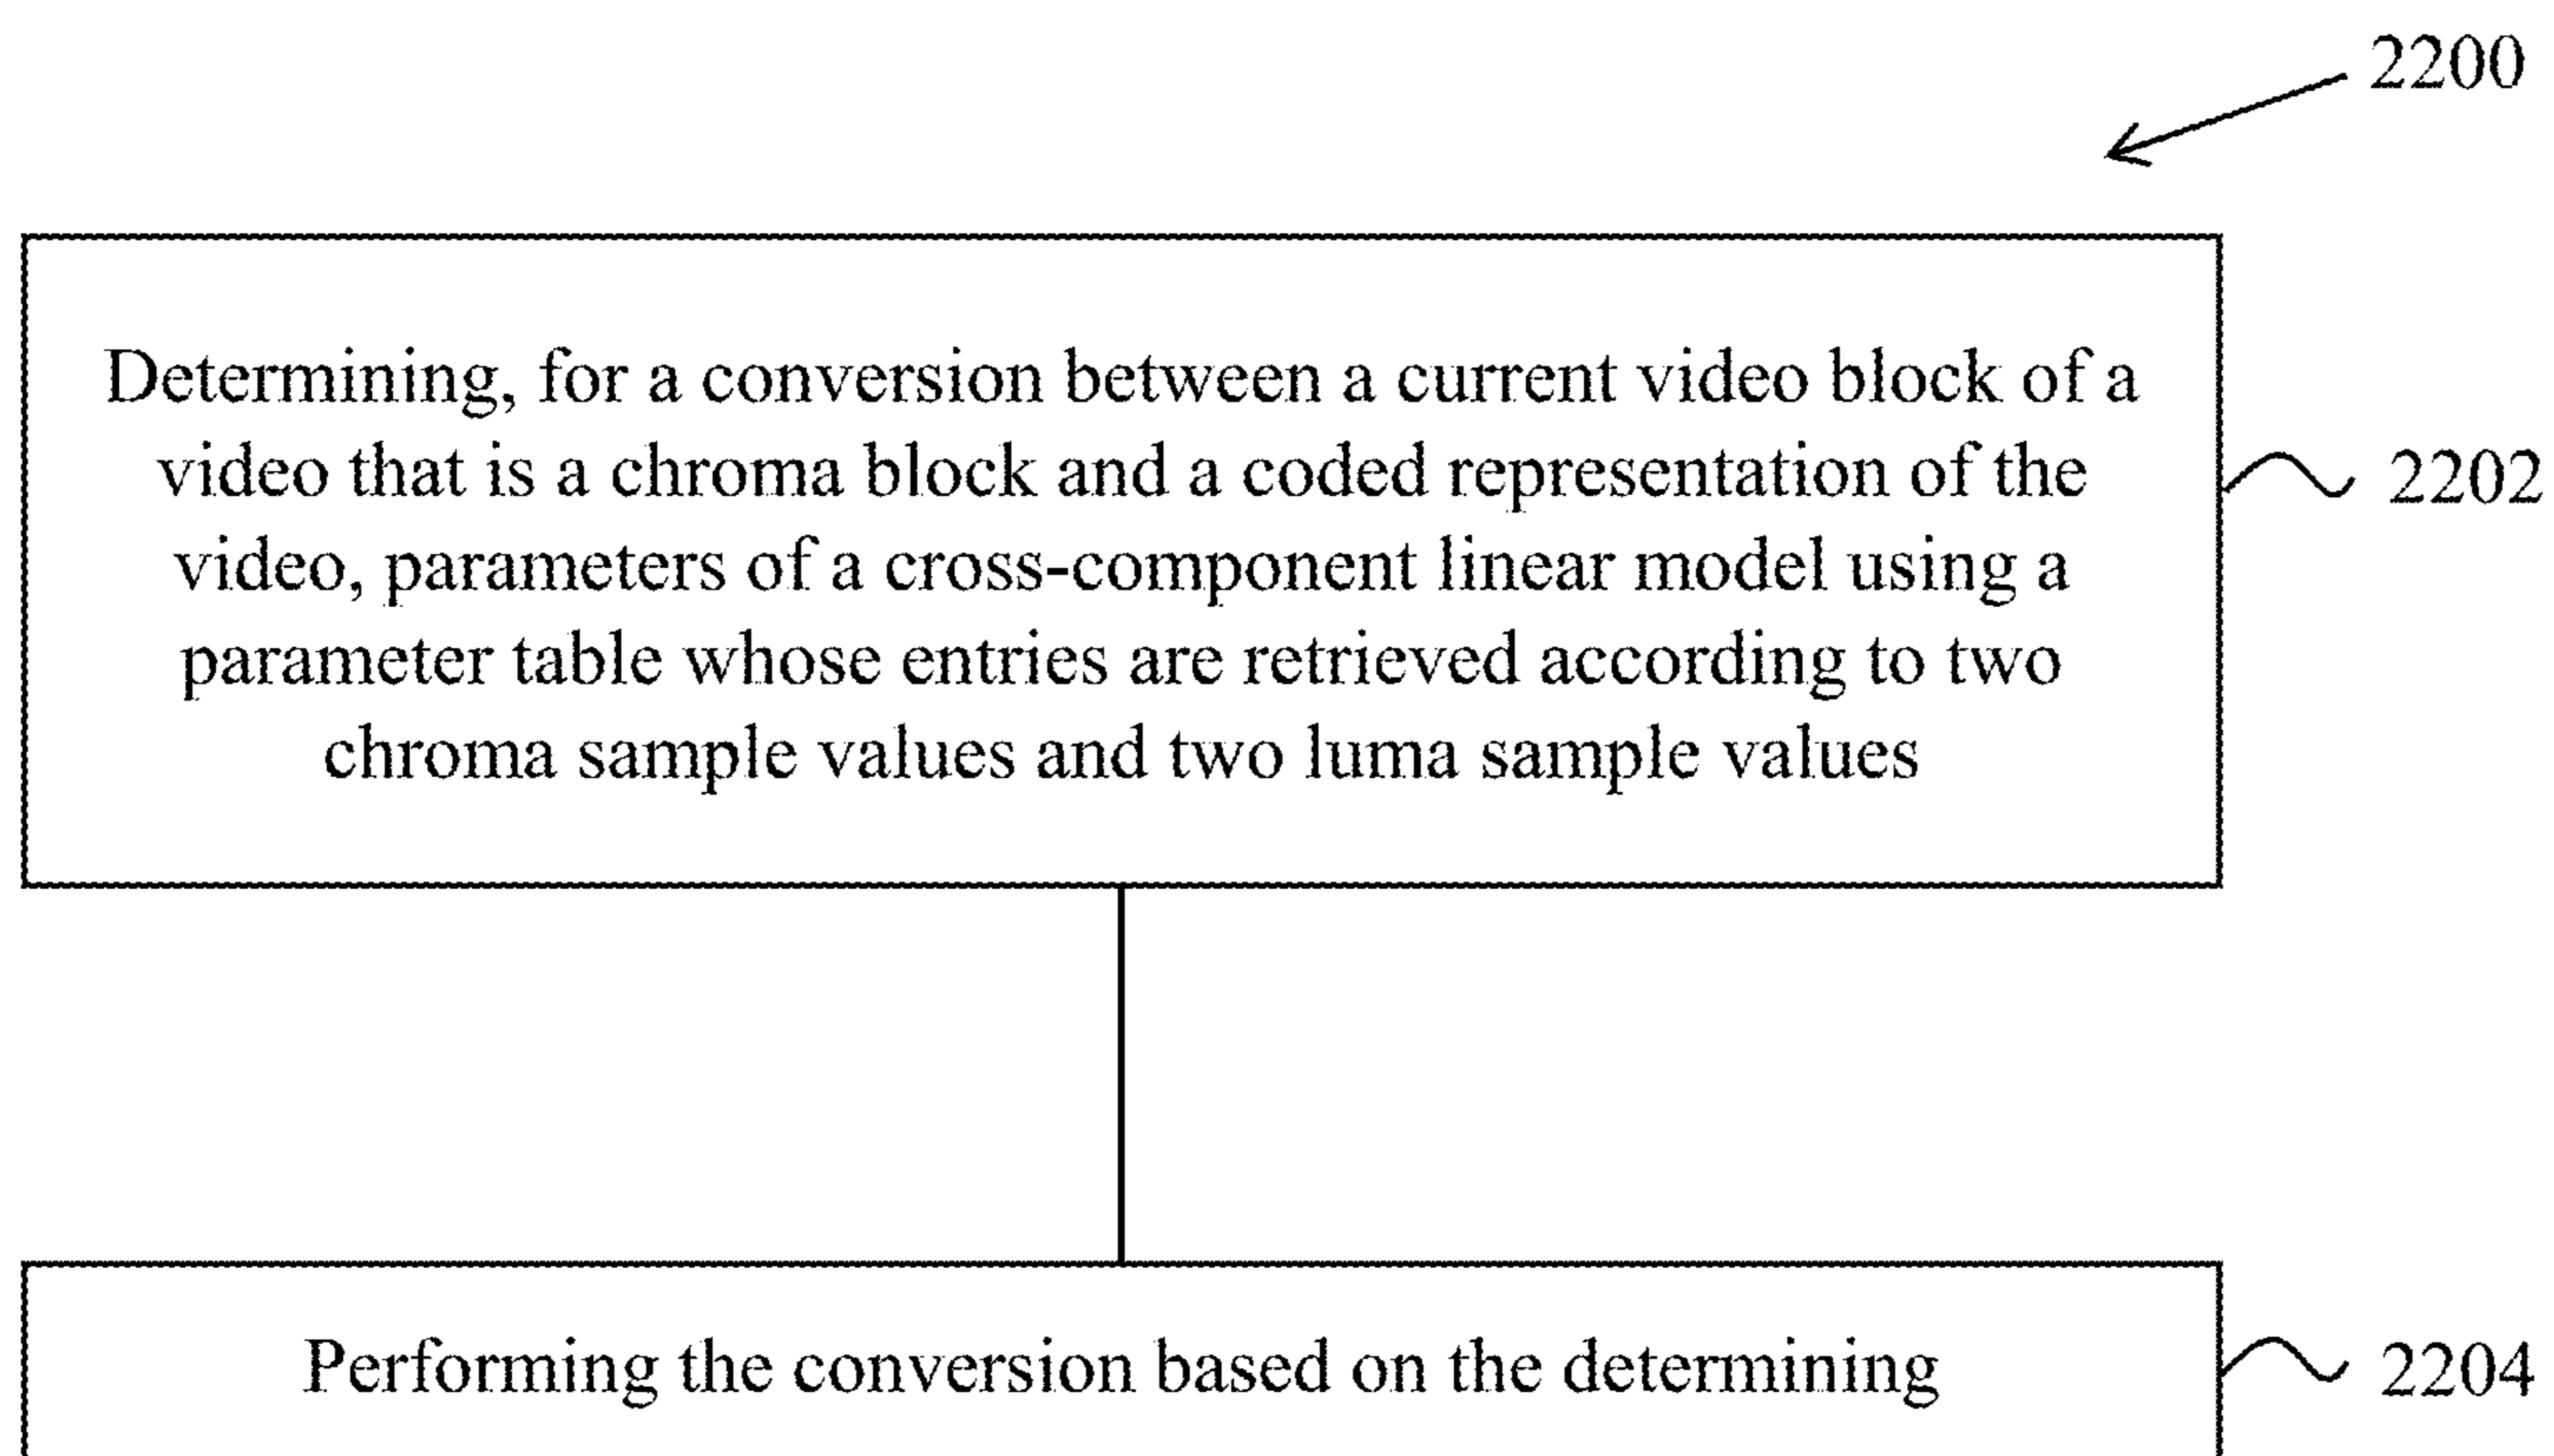 2200
Determining, for a conversion between a current video block of a
video that is a chroma block and a coded representation of the
video, parameters of a cross-component linear model using a
parameter table whose entries are retrieved according to two
chroma sample values and two luma sample values
2202
Performing the conversion based on the determining
2204